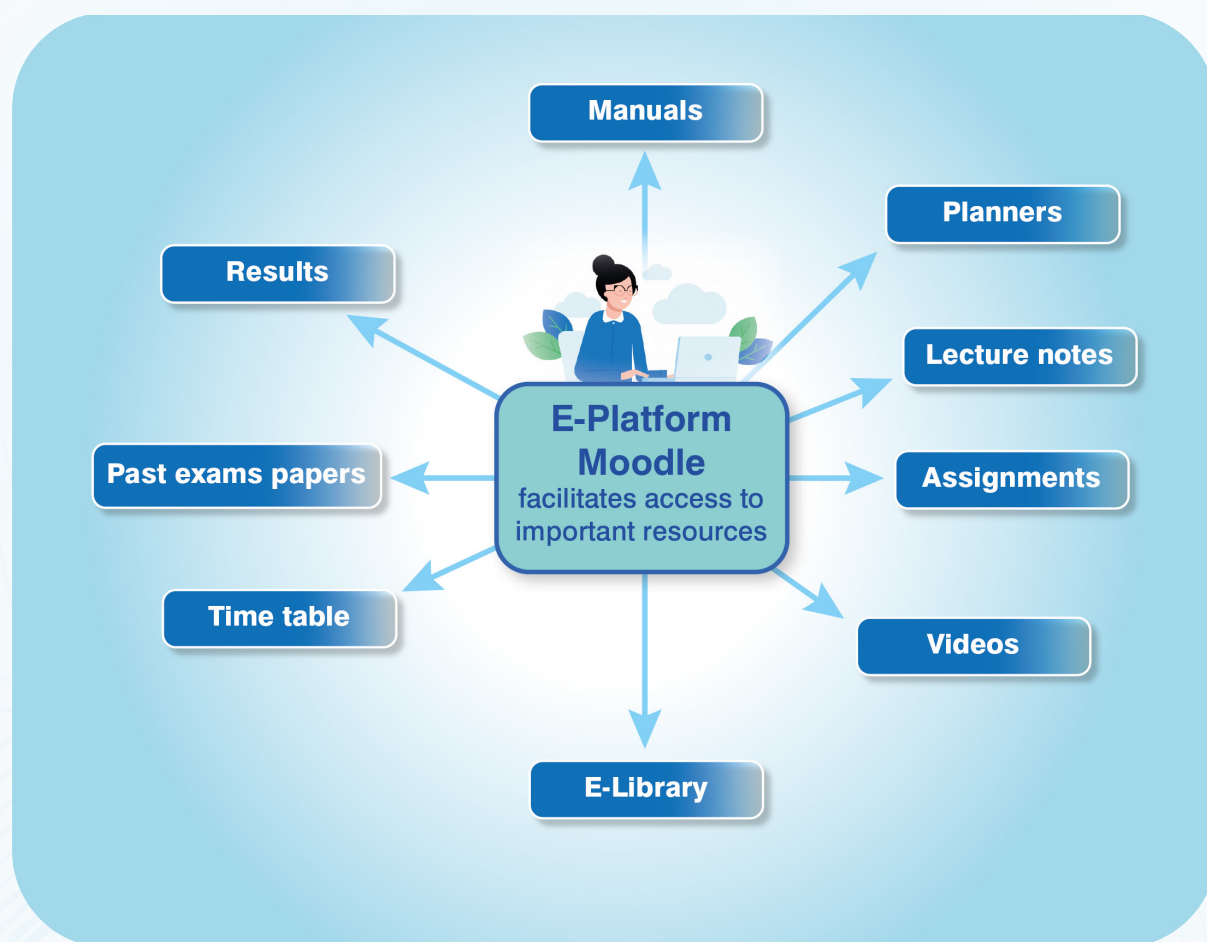 Manuals
Planners
Results
Lecture notes
E-Platform
Moodle
facilitates access to
important resources
Past exams papers
Assignments
Time table
Videos
E-Library